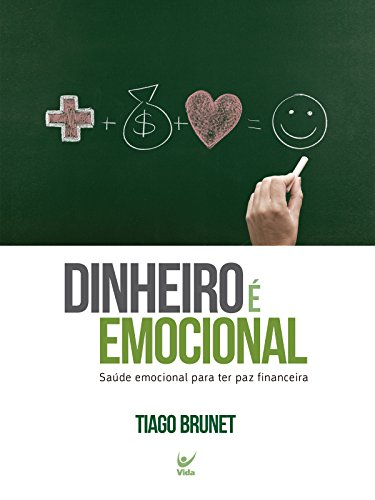 + $ + =
DINHEIRO É
EMOCIONAL
Saúde emocional para ter paz financeira
TIAGO BRUNET
Vida